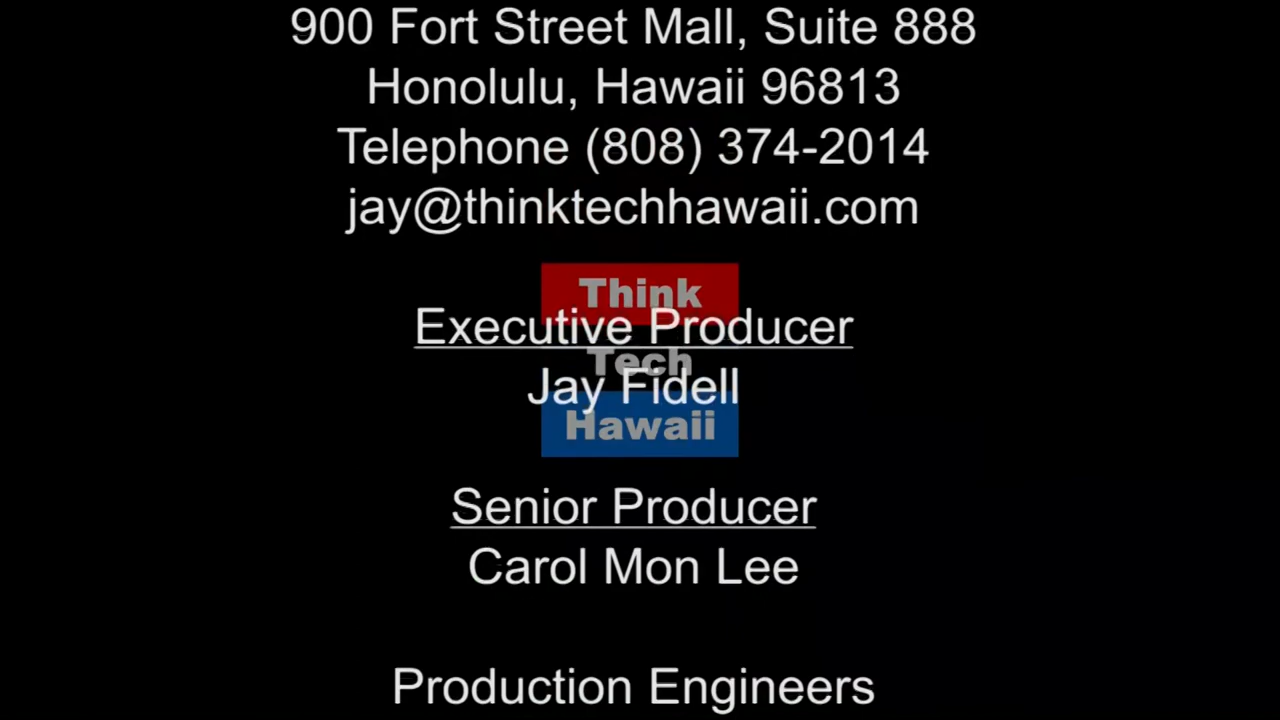 900 Fort Street Mall, Suite 888
Honolulu, Hawaii 96813
Telephone (808) 374-2014
jay@thinktechhawaii.com
Think
Executive Producer
Tech
Jay Fidell
Hawaii
Senior Producer
Carol Mon Lee
Production Engineers